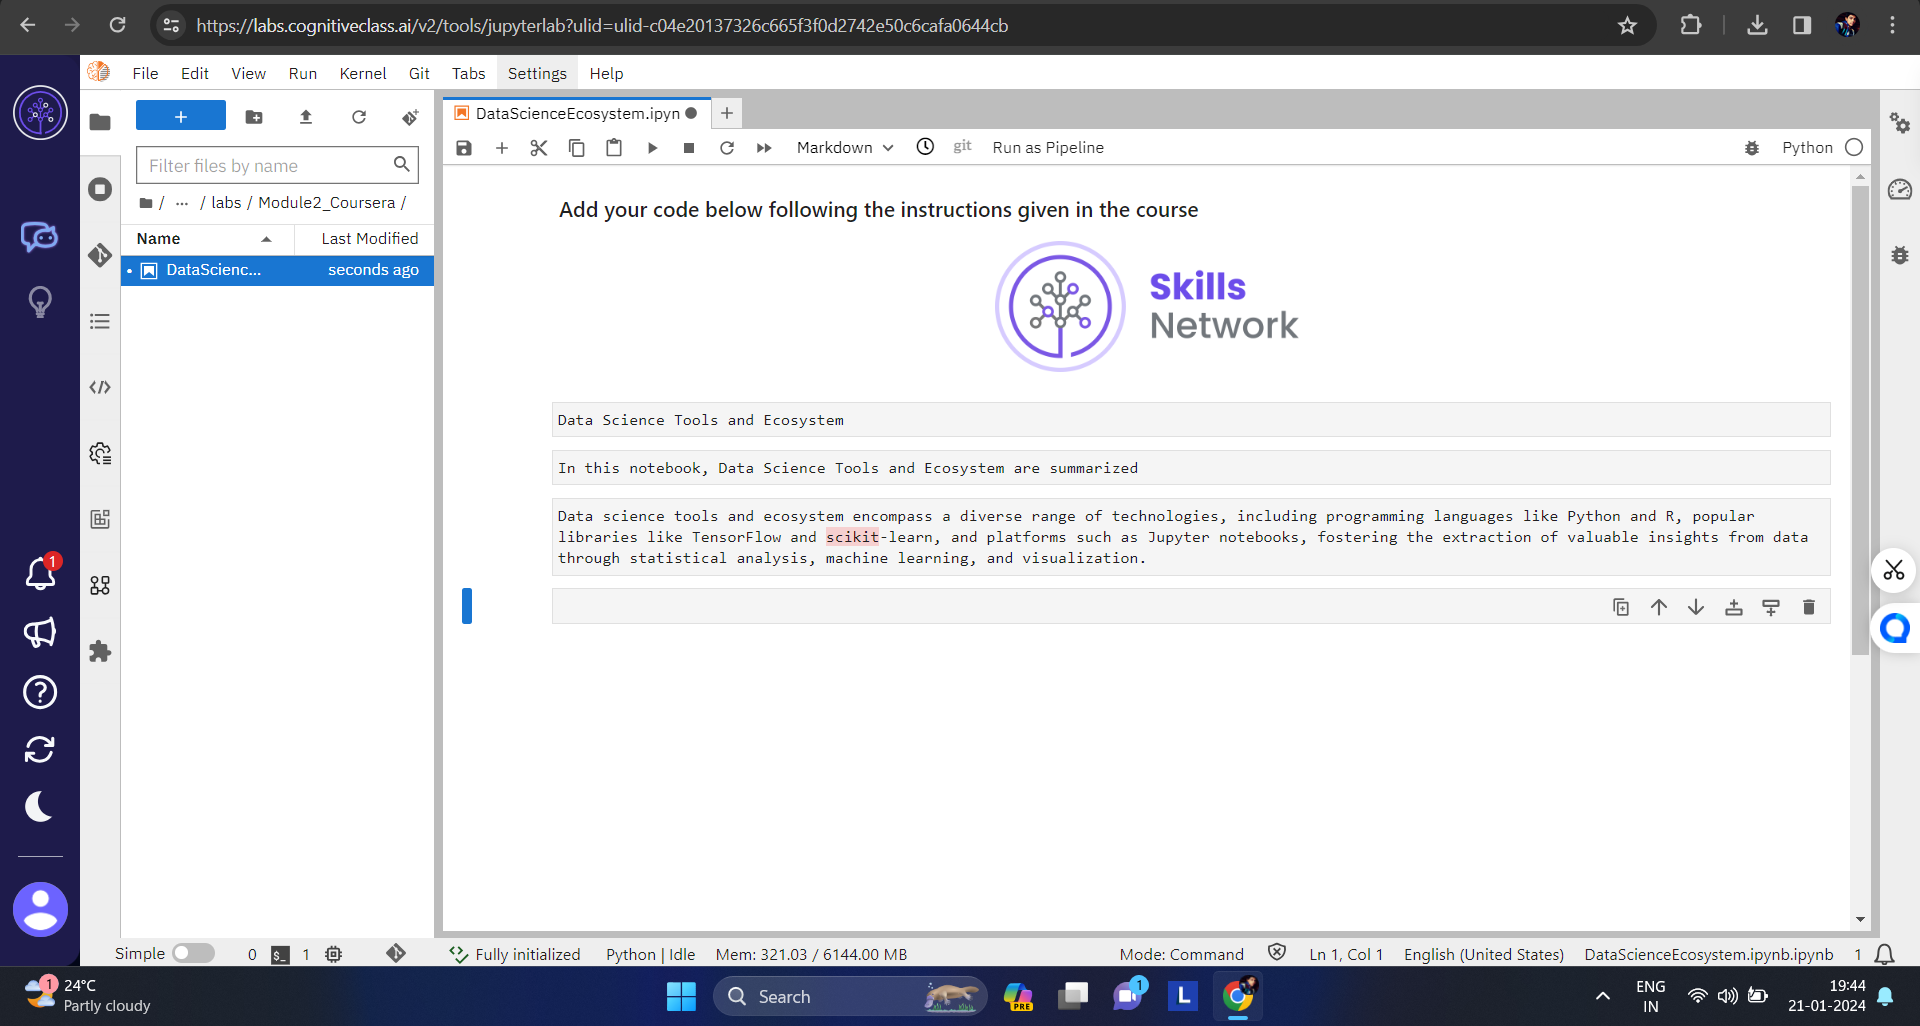 https://labs.cognitiveclass.ai/v2/tools/jupyterlab?ulid=ulid-c04e20137326c665f3f0d2742e50c6cafa0644cb
File Edit View Run Kernel Git Tabs Settings Help
+
Filter files by name
/ ... / labs / Module2_Coursera /
Name Last Modified
DataScienc... seconds ago
DataScienceEcosystem.ipyn
Markdown git Run as Pipeline Python
Add your code below following the instructions given in the course
Skills
Network
Data Science Tools and Ecosystem
In this notebook, Data Science Tools and Ecosystem are summarized
Data science tools and ecosystem encompass a diverse range of technologies, including programming languages like Python and R, popular
libraries like TensorFlow and scikit-learn, and platforms such as Jupyter notebooks, fostering the extraction of valuable insights from data
through statistical analysis, machine learning, and visualization.
1
Simple 0 $_ 1 Fully initialized Python | Idle Mem: 321.03 / 6144.00 MB Mode: Command Ln 1, Col 1 English (United States) DataScienceEcosystem.ipynb.ipynb 1
1 24°C
Partly cloudy
Search
PRE
1
L
ENG
IN
19:44
21-01-2024